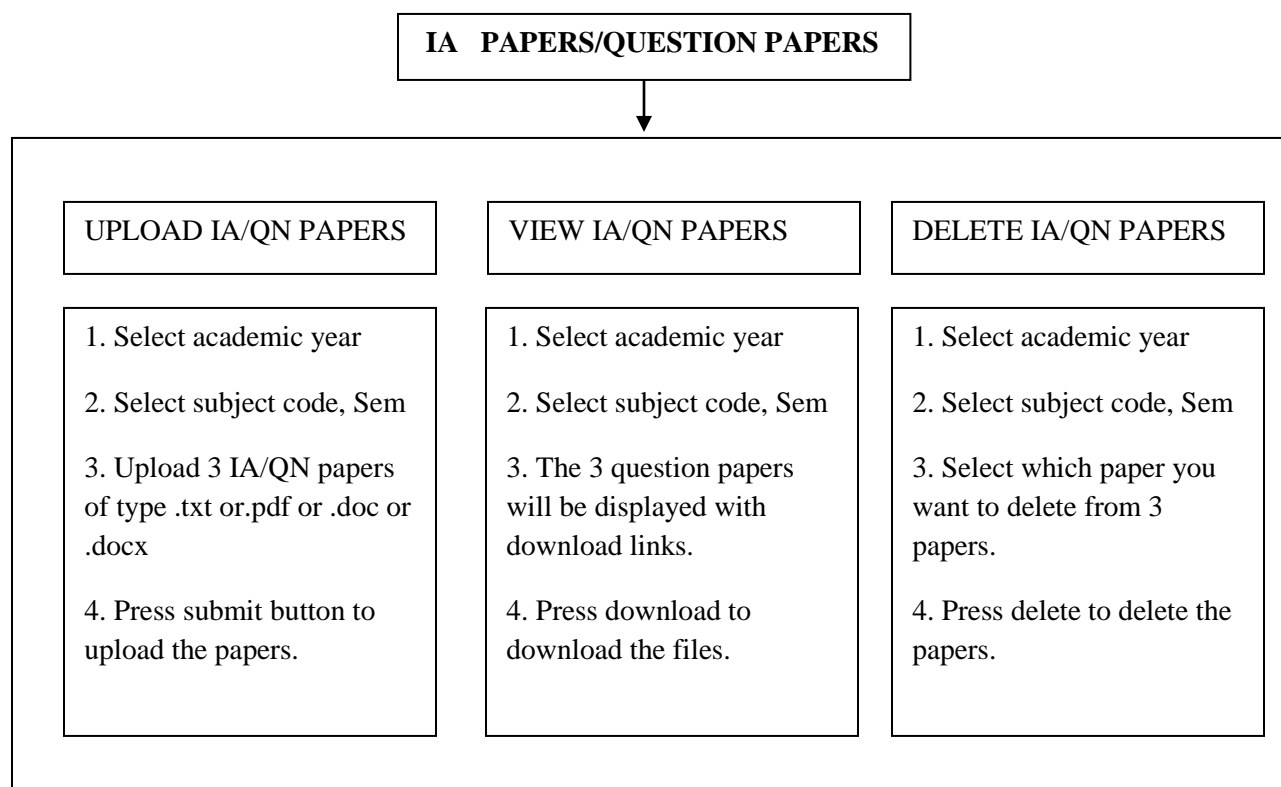 IA   PAPERS/QUESTION PAPERS
UPLOAD IA/QN PAPERS
1. Select academic year
2. Select subject code, Sem
3. Upload 3 IA/QN papers
of type .txt or.pdf or .doc or
.docx
4. Press submit button to
upload the papers.
VIEW IA/QN PAPERS
1. Select academic year
2. Select subject code, Sem
3. The 3 question papers
will be displayed with
download links.
4. Press download to
download the files.
DELETE IA/QN PAPERS
1. Select academic year
2. Select subject code, Sem
3. Select which paper you
want to delete from 3
papers.
4. Press delete to delete the
papers.